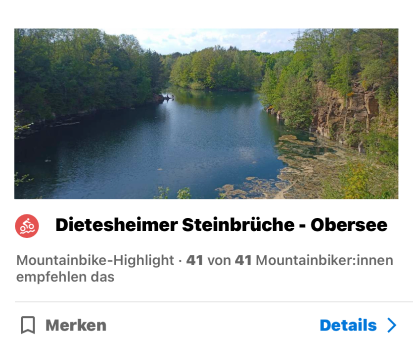 Dietesheimer Steinbrüche - Obersee
Mountainbike-Highlight · 41 von 41 Mountainbiker:innen
empfehlen das
Merken
Details